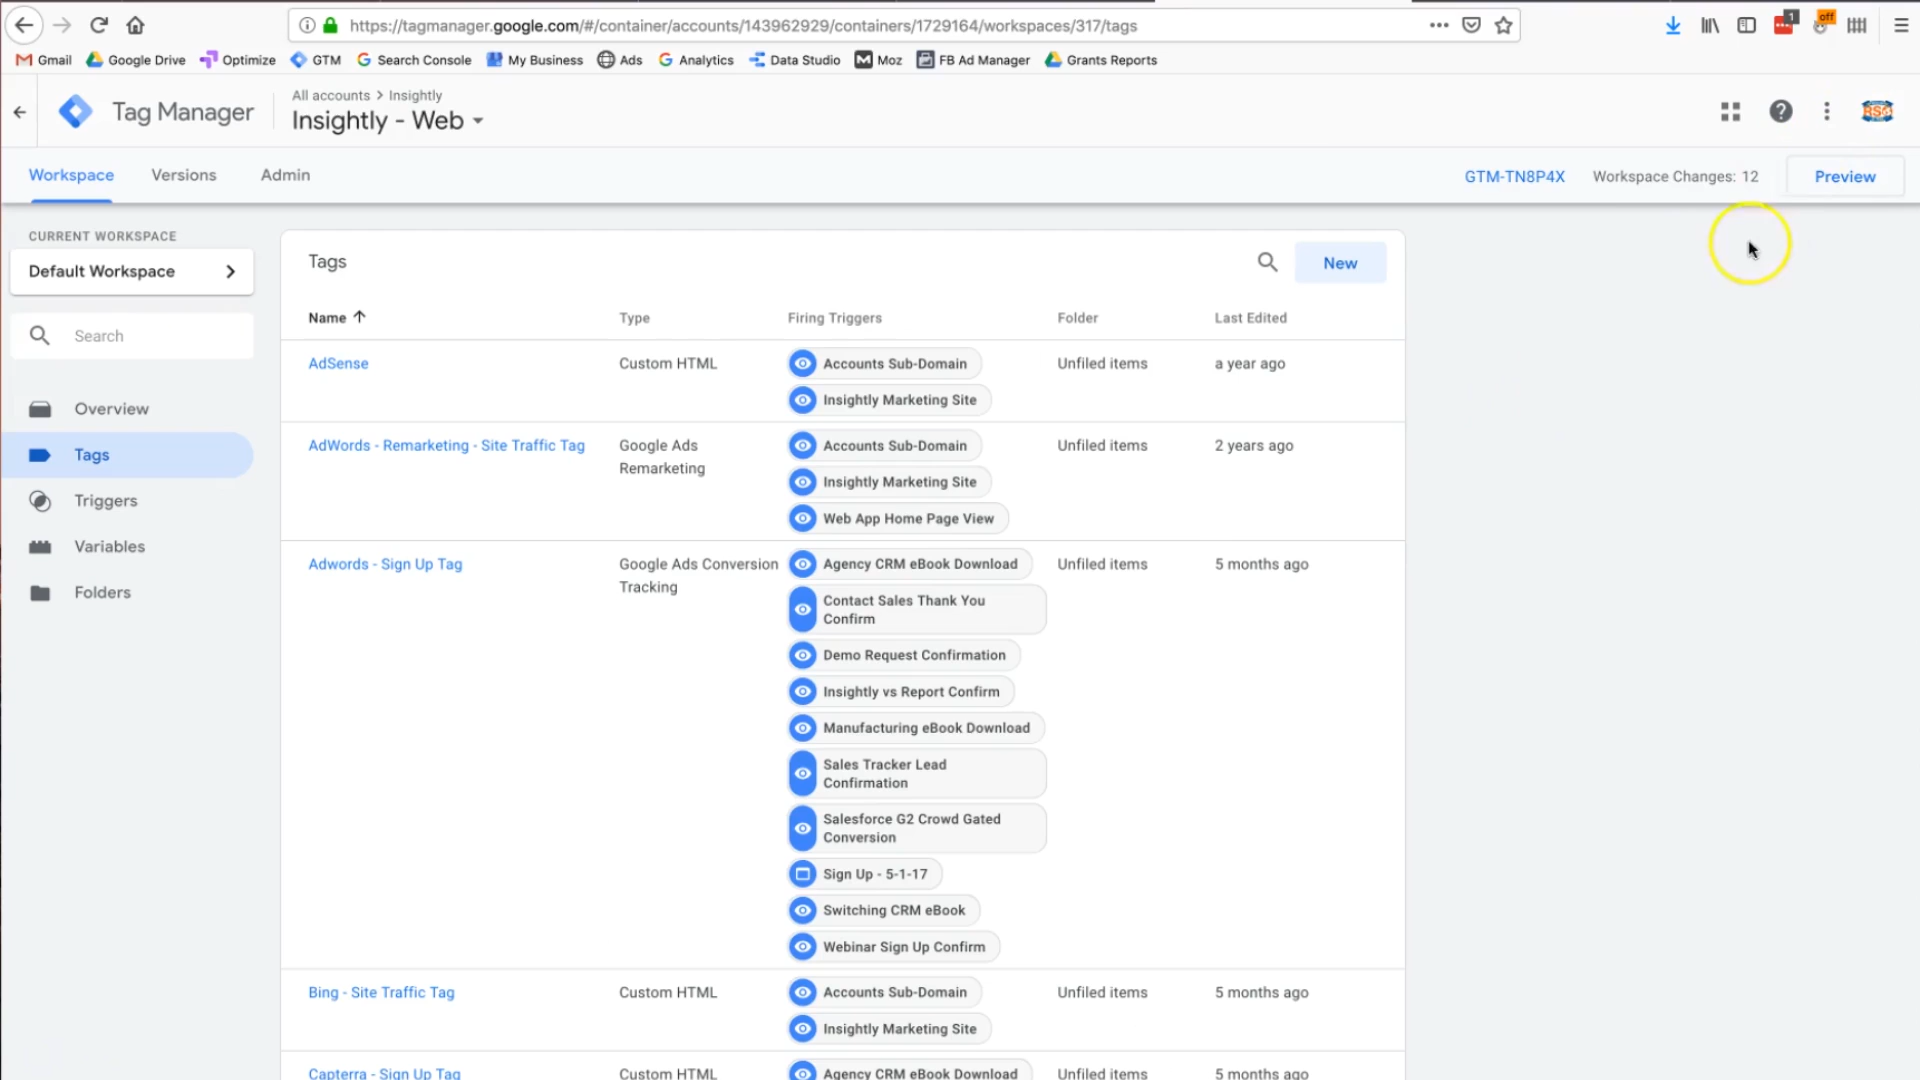 https://tagmanager.google.com/#/container/accounts/143962929/containers/1729164/workspaces/317/tags
1
off
Gmail Google Drive Optimize GTM Search Console My Business Ads Analytics Data Studio Moz FB Ad Manager Grants Reports
Tag Manager
All accounts > Insightly
Insightly - Web
BSG
Workspace Versions Admin
GTM-TN8P4X Workspace Changes: 12 Preview
CURRENT WORKSPACE
Default Workspace
Search
Overview
Tags
Triggers
Variables
Folders
Tags
New
Name Type Firing Triggers Folder Last Edited
AdSense Custom HTML Accounts Sub-Domain Unfiled items a year ago
Insightly Marketing Site
AdWords - Remarketing - Site Traffic Tag Google Ads Accounts Sub-Domain Unfiled items 2 years ago
Remarketing Insightly Marketing Site
Web App Home Page View
Adwords - Sign Up Tag Google Ads Conversion Agency CRM eBook Download Unfiled items 5 months ago
Tracking
Contact Sales Thank You
Confirm
Demo Request Confirmation
Insightly vs Report Confirm
Manufacturing eBook Download
Sales Tracker Lead
Confirmation
Salesforce G2 Crowd Gated
Conversion
Sign Up - 5-1-17
Switching CRM eBook
Webinar Sign Up Confirm
Bing - Site Traffic Tag Custom HTML Accounts Sub-Domain Unfiled items 5 months ago
Insightly Marketing Site
Capterra - Sign Up Tag Custom HTML Agency CRM eBook Download Unfiled items 5 months ago